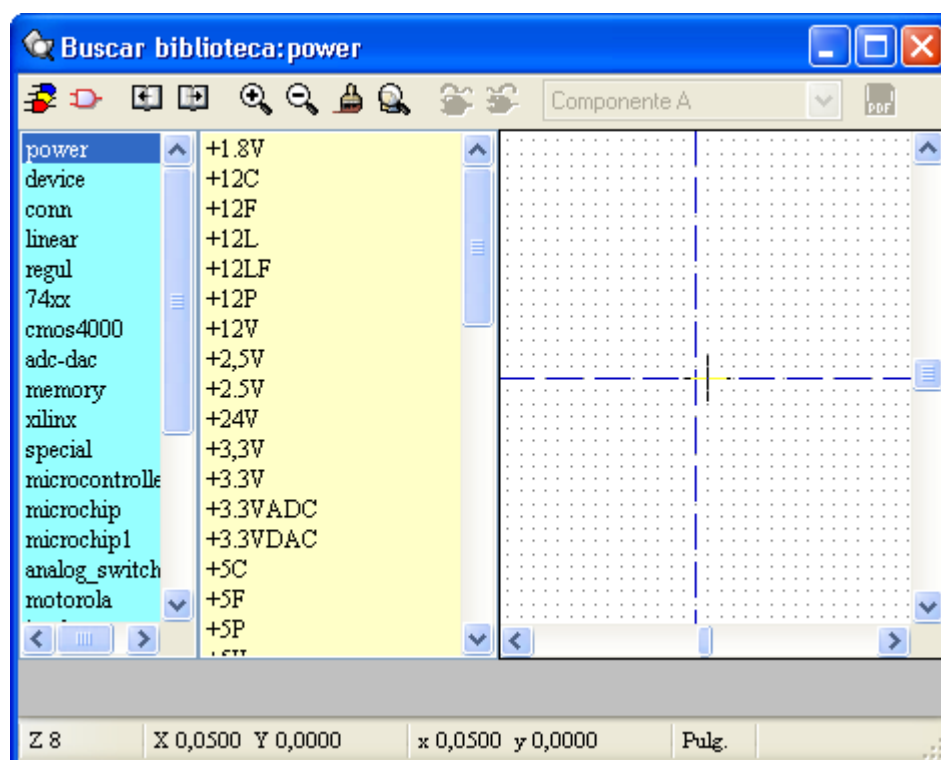 Buscar biblioteca: power
Componente A
PDF
power
device
conn
linear
regul
74xx
cmos4000
adc-dac
memory
xilinx
special
microcontrolle
microchip
microchip1
analog_switch
motorola
+1.8V
+12C
+12F
+12L
+12LF
+12P
+12V
+2,5V
+2.5V
+24V
+3,3V
+3.3V
+3.3VADC
+3.3VDAC
+5C
+5F
+5P
Z 8 X 0,0500 Y 0,0000 x 0,0500 y 0,0000 Pulg.